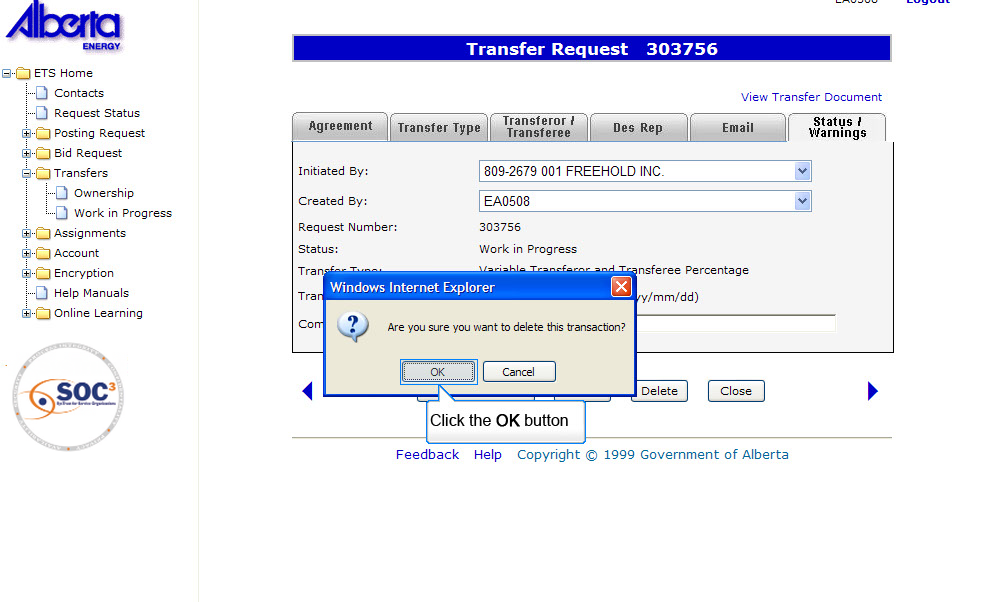 Alberta
ENERGY
Logout
Transfer Request 303756
ETS Home
Contacts
Request Status
Posting Request
Bid Request
Transfers
Ownership
Work in Progress
Assignments
Account
Encryption
Help Manuals
Online Learning
SOC3
View Transfer Document
Agreement
Transfer Type
Transferor /
Transferee
Des Rep
Email
Status /
Warnings
Initiated By: 809-2679 001 FREEHOLD INC.
Created By: EA0508
Request Number: 303756
Status: Work in Progress
Transfer Type: Variable Transferor and Transferee Percentage
Tran yy/mm/dd)
Com
Windows Internet Explorer
Are you sure you want to delete this transaction?
OK
Cancel
Click the OK button
Delete
Close
Feedback Help Copyright © 1999 Government of Alberta